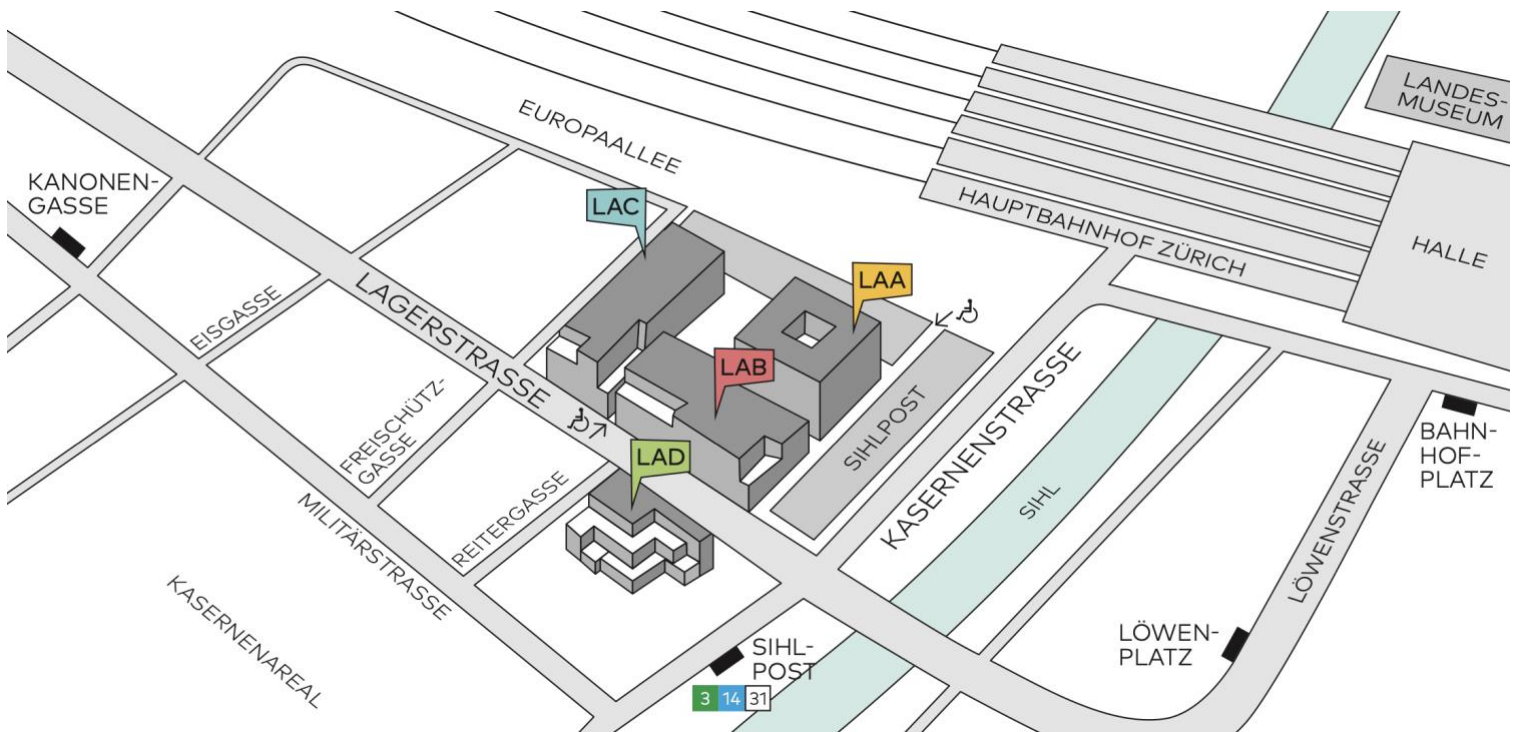 LANDES-
MUSEUM
EUROPAALLEE
KANONEN-
GASSE
LAC
HAUPTBAHNHOF ZÜRICH
HALLE
LAA
LAGERSTRASSE
EISGASSE
LAB
KASERNENSTRASSE
SIHLPOST
FREISCHÜTZ-
GASSE
BAHN-
HOF-
PLATZ
LAD
REITERGASSE
SIHL
LÖWENSTRASSE
MILITÄRSTRASSE
KASERNENAREAL
LÖWEN-
PLATZ
SIHL-
POST
3 14 31